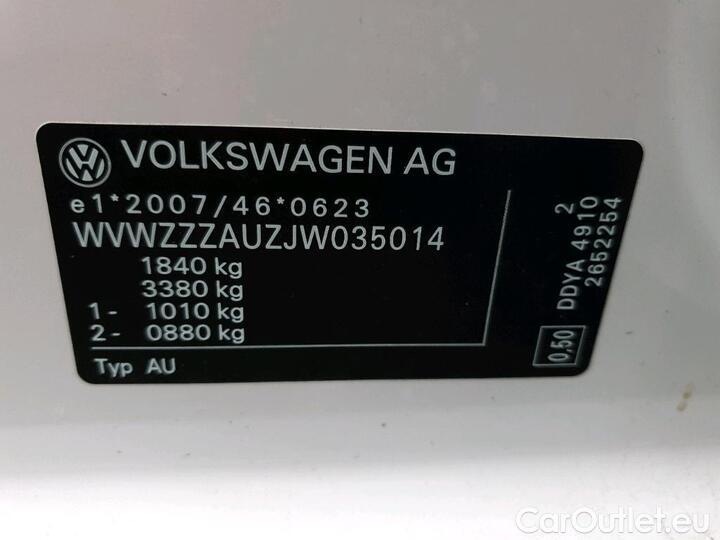 VOLKSWAGEN AG
e1*2007/46*0623
WVWZZZAUZJW035014
1840 kg
3380 kg
1- 1010 kg
2- 0880 kg
Typ AU
2
DDYA 4910
2652254
0,50
CarOutlet.eu